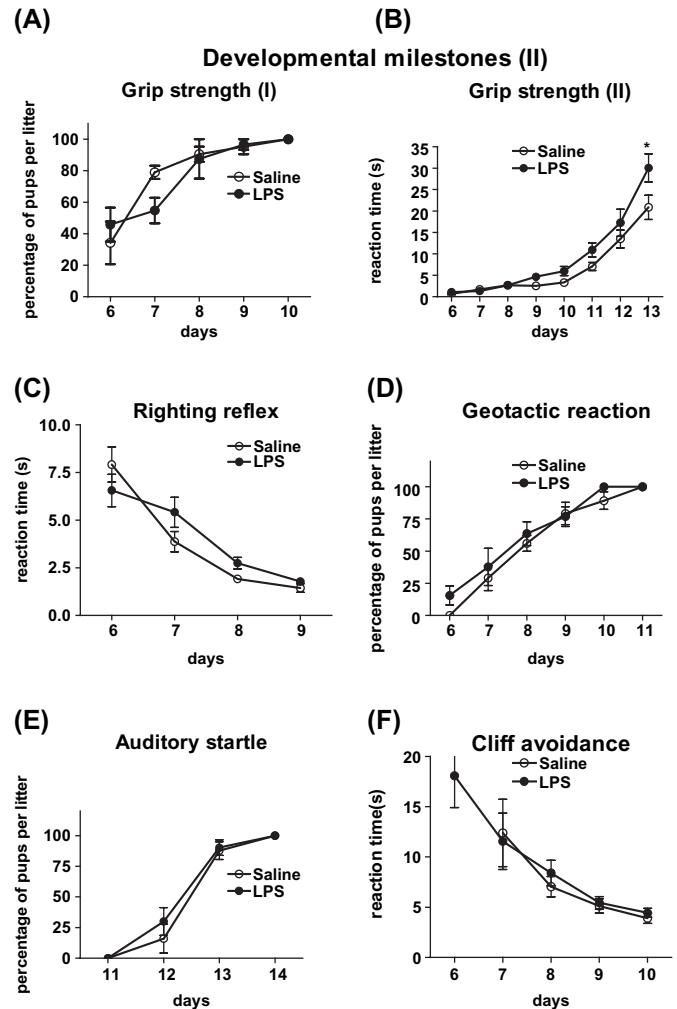 (A)
(B)
Developmental milestones (II)
Grip strength (I)
Grip strength (II)
percentage of pups per litter
100
80
60
40
20
0
Saline
LPS
6 7 8 9 10
days
reaction time (s)
35
30
25
20
15
10
5
0
Saline
LPS
*
6 7 8 9 10 11 12 13
days
(C)
(D)
Righting reflex
Geotactic reaction
reaction time (s)
10.0
7.5
5.0
2.5
0.0
Saline
LPS
6 7 8 9
days
percentage of pups per litter
100
75
50
25
0
Saline
LPS
6 7 8 9 10 11
days
(E)
(F)
Auditory startle
Cliff avoidance
percentage of pups per litter
100
75
50
25
0
Saline
LPS
11 12 13 14
days
reaction time(s)
20
15
10
5
0
Saline
LPS
6 7 8 9 10
days